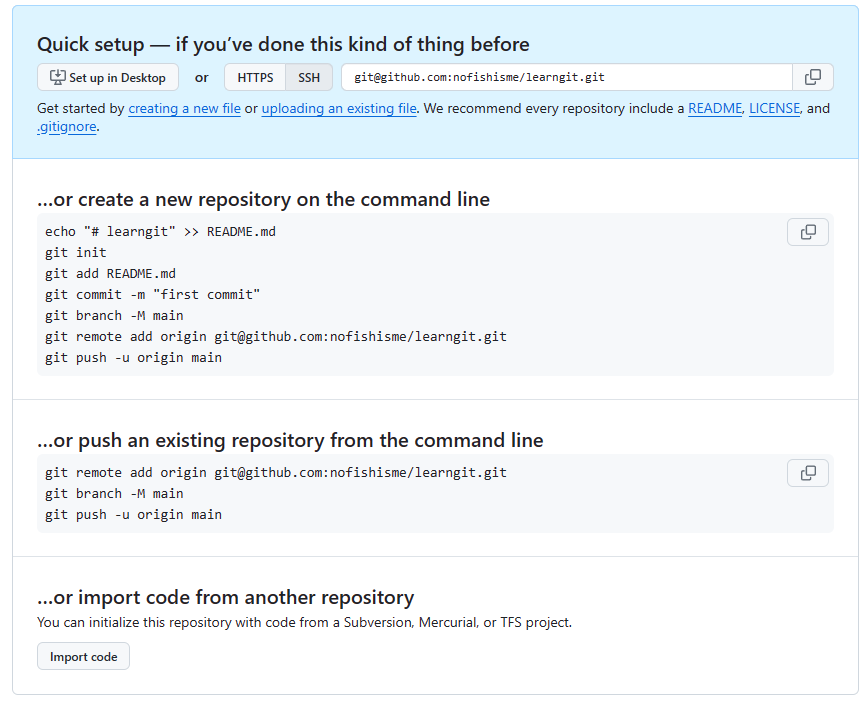 Quick setup — if you’ve done this kind of thing before
Set up in Desktop or HTTPS SSH git@github.com:nofishisme/learngit.git
Get started by creating a new file or uploading an existing file. We recommend every repository include a README, LICENSE, and
.gitignore.
...or create a new repository on the command line
echo "# learngit" >> README.md
git init
git add README.md
git commit -m "first commit"
git branch -M main
git remote add origin git@github.com:nofishisme/learngit.git
git push -u origin main
...or push an existing repository from the command line
git remote add origin git@github.com:nofishisme/learngit.git
git branch -M main
git push -u origin main
...or import code from another repository
You can initialize this repository with code from a Subversion, Mercurial, or TFS project.
Import code